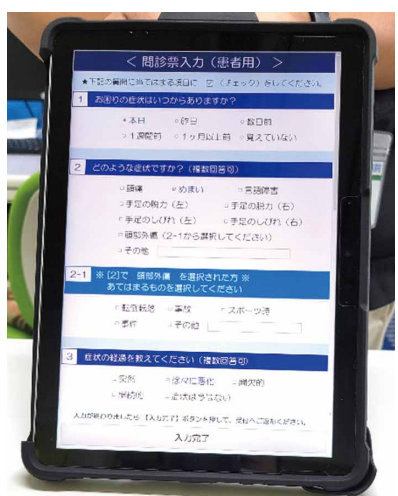 ＜ 問診票入力（患者用） ＞
★下記の質問に当てはまる項目に ☑ （チェック）をしてください。
1 お困りの症状はいつからありますか？
本日 昨日 数日前
1週間前 1ヶ月以上前 覚えていない
2 どのような症状ですか？（複数回答可）
頭痛 めまい 言語障害
手足の脱力（左） 手足の脱力（右）
手足のしびれ（左） 手足のしびれ（右）
頭部外傷（2-1から選択してください）
その他
2-1 ※【2】で 頭部外傷 を選択された方 ※
あてはまるものを選択してください
転倒転落 事故 スポーツ等
事件 その他
3 症状の経過を教えてください（複数回答可）
突然 徐々に悪化 間欠的
継続的 症状は今はない
入力が終わりましたら【入力完了】ボタンを押して、受付へご返却ください。
入力完了